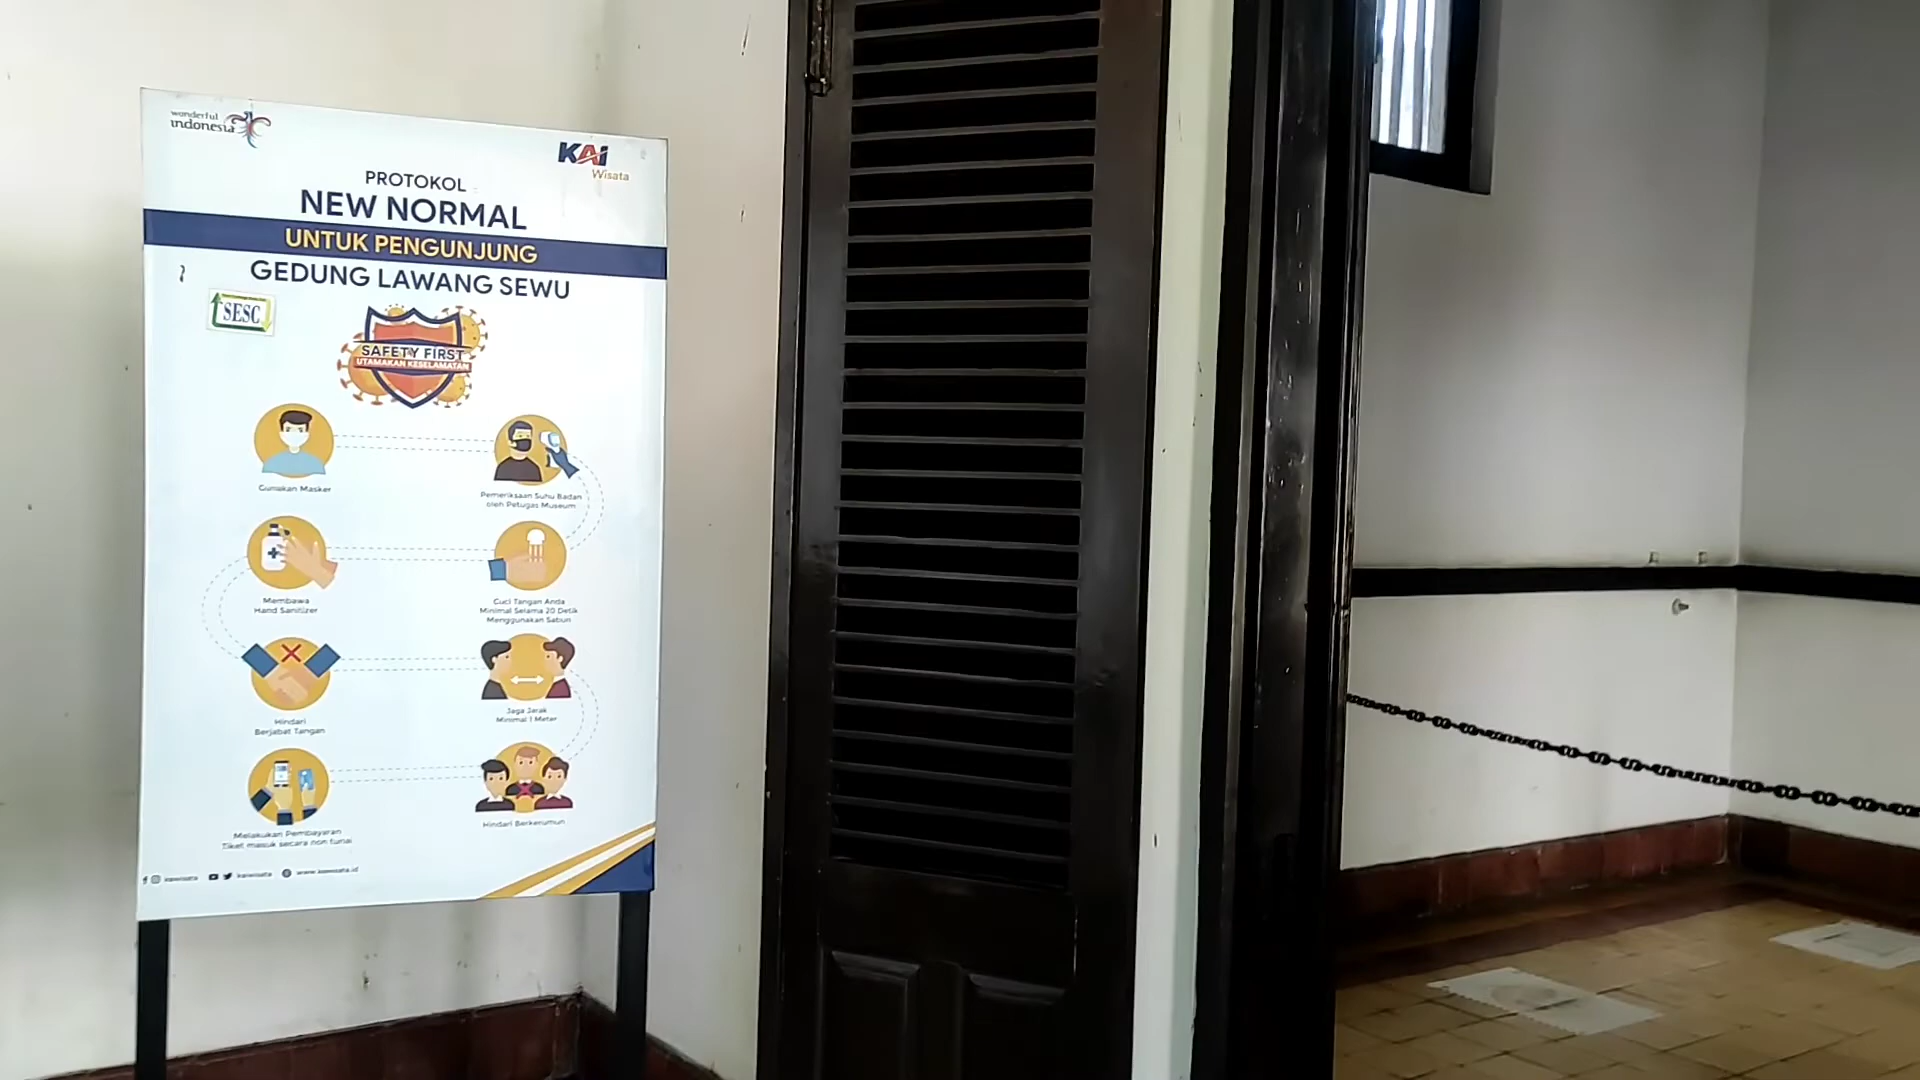 wonderful
indonesia
KAI
Wisata
PROTOKOL
NEW NORMAL
UNTUK PENGUNJUNG
GEDUNG LAWANG SEWU
SESC
SAFETY FIRST
UTAMAKAN KESELAMATAN
Gunakan Masker
Pemeriksaan Suhu Badan
oleh Petugas Museum
Membawa
Hand Sanitizer
Cuci Tangan Anda
Minimal Selama 20 Detik
Menggunakan Sabun
Hindari
Berjabat Tangan
Jaga Jarak
Minimal 1 Meter
Melakukan Pembayaran
Tiket masuk secara non tunai
Hindari Berkerumun
kaiwisata kaiwisata www.kaiwisata.id